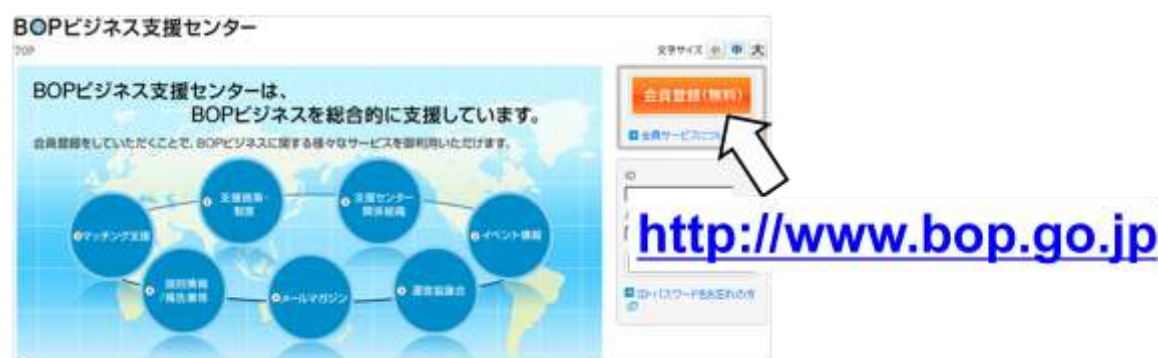 BOPビジネス支援センター
TOP
文字サイズ 小 中 大
BOPビジネス支援センターは、
BOPビジネスを総合的に支援しています。
会員登録をしていただくことで、BOPビジネスに関する様々なサービスを御利用いただけます。
会員登録(無料)
会員サービスについ
ID
支援施策・
制度
支援センター
関係組織
マッチング支援
イベント情報
国別情報
/報告書等
メールマガジン
運営協議会
http://www.bop.go.jp
ID・パスワードをお忘れの方